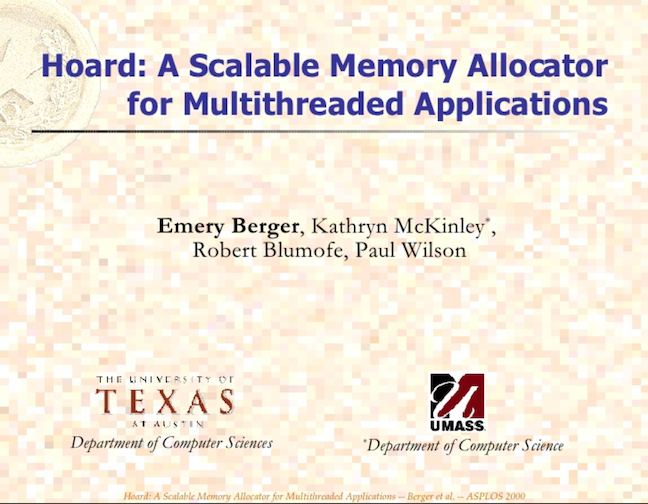 Hoard: A Scalable Memory Allocator
for Multithreaded Applications
Emery Berger, Kathryn McKinley*,
Robert Blumofe, Paul Wilson
THE UNIVERSITY OF
TEXAS
AT AUSTIN
Department of Computer Sciences
UMASS
*Department of Computer Science
Hoard: A Scalable Memory Allocator for Multithreaded Applications -- Berger et al. -- ASPLOS 2000